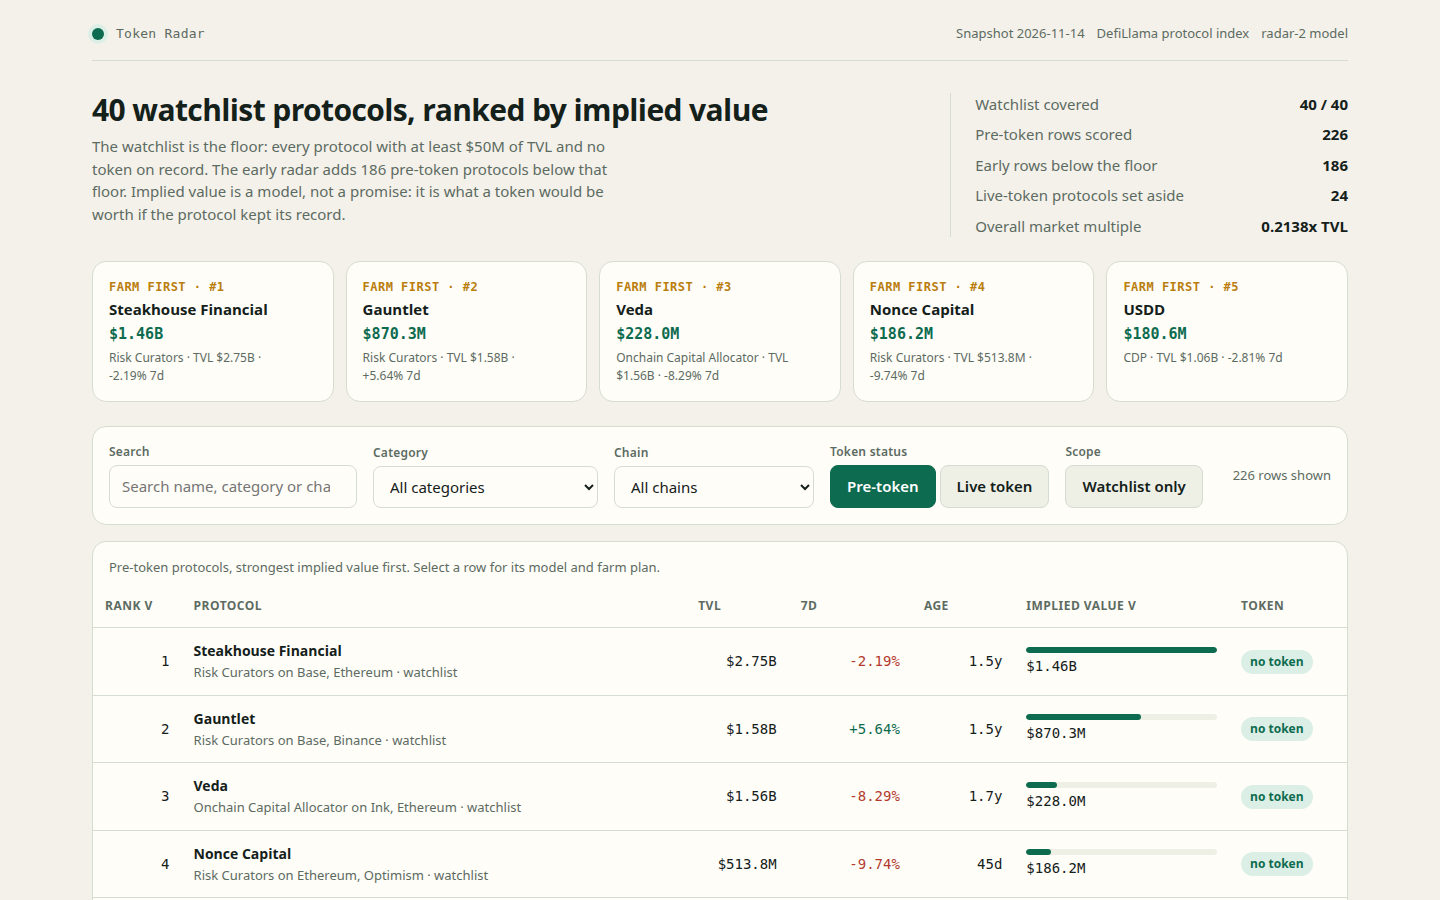 Token Radar
Snapshot 2026-11-14 DefiLlama protocol index radar-2 model
40 watchlist protocols, ranked by implied value
The watchlist is the floor: every protocol with at least $50M of TVL and no
token on record. The early radar adds 186 pre-token protocols below that
floor. Implied value is a model, not a promise: it is what a token would be
worth if the protocol kept its record.
Watchlist covered 40 / 40
Pre-token rows scored 226
Early rows below the floor 186
Live-token protocols set aside 24
Overall market multiple 0.2138x TVL
FARM FIRST · #1
Steakhouse Financial
$1.46B
Risk Curators · TVL $2.75B ·
-2.19% 7d
FARM FIRST · #2
Gauntlet
$870.3M
Risk Curators · TVL $1.58B ·
+5.64% 7d
FARM FIRST · #3
Veda
$228.0M
Onchain Capital Allocator · TVL
$1.56B · -8.29% 7d
FARM FIRST · #4
Nonce Capital
$186.2M
Risk Curators · TVL $513.8M ·
-9.74% 7d
FARM FIRST · #5
USDD
$180.6M
CDP · TVL $1.06B · -2.81% 7d
Search
Search name, category or cha
Category
All categories
Chain
All chains
Token status
Pre-token Live token
Scope
Watchlist only
226 rows shown
Pre-token protocols, strongest implied value first. Select a row for its model and farm plan.
RANK V PROTOCOL TVL 7D AGE IMPLIED VALUE V TOKEN
1 Steakhouse Financial $2.75B -2.19% 1.5y $1.46B no token
Risk Curators on Base, Ethereum · watchlist
2 Gauntlet $1.58B +5.64% 1.5y $870.3M no token
Risk Curators on Base, Binance · watchlist
3 Veda $1.56B -8.29% 1.7y $228.0M no token
Onchain Capital Allocator on Ink, Ethereum · watchlist
4 Nonce Capital $513.8M -9.74% 45d $186.2M no token
Risk Curators on Ethereum, Optimism · watchlist